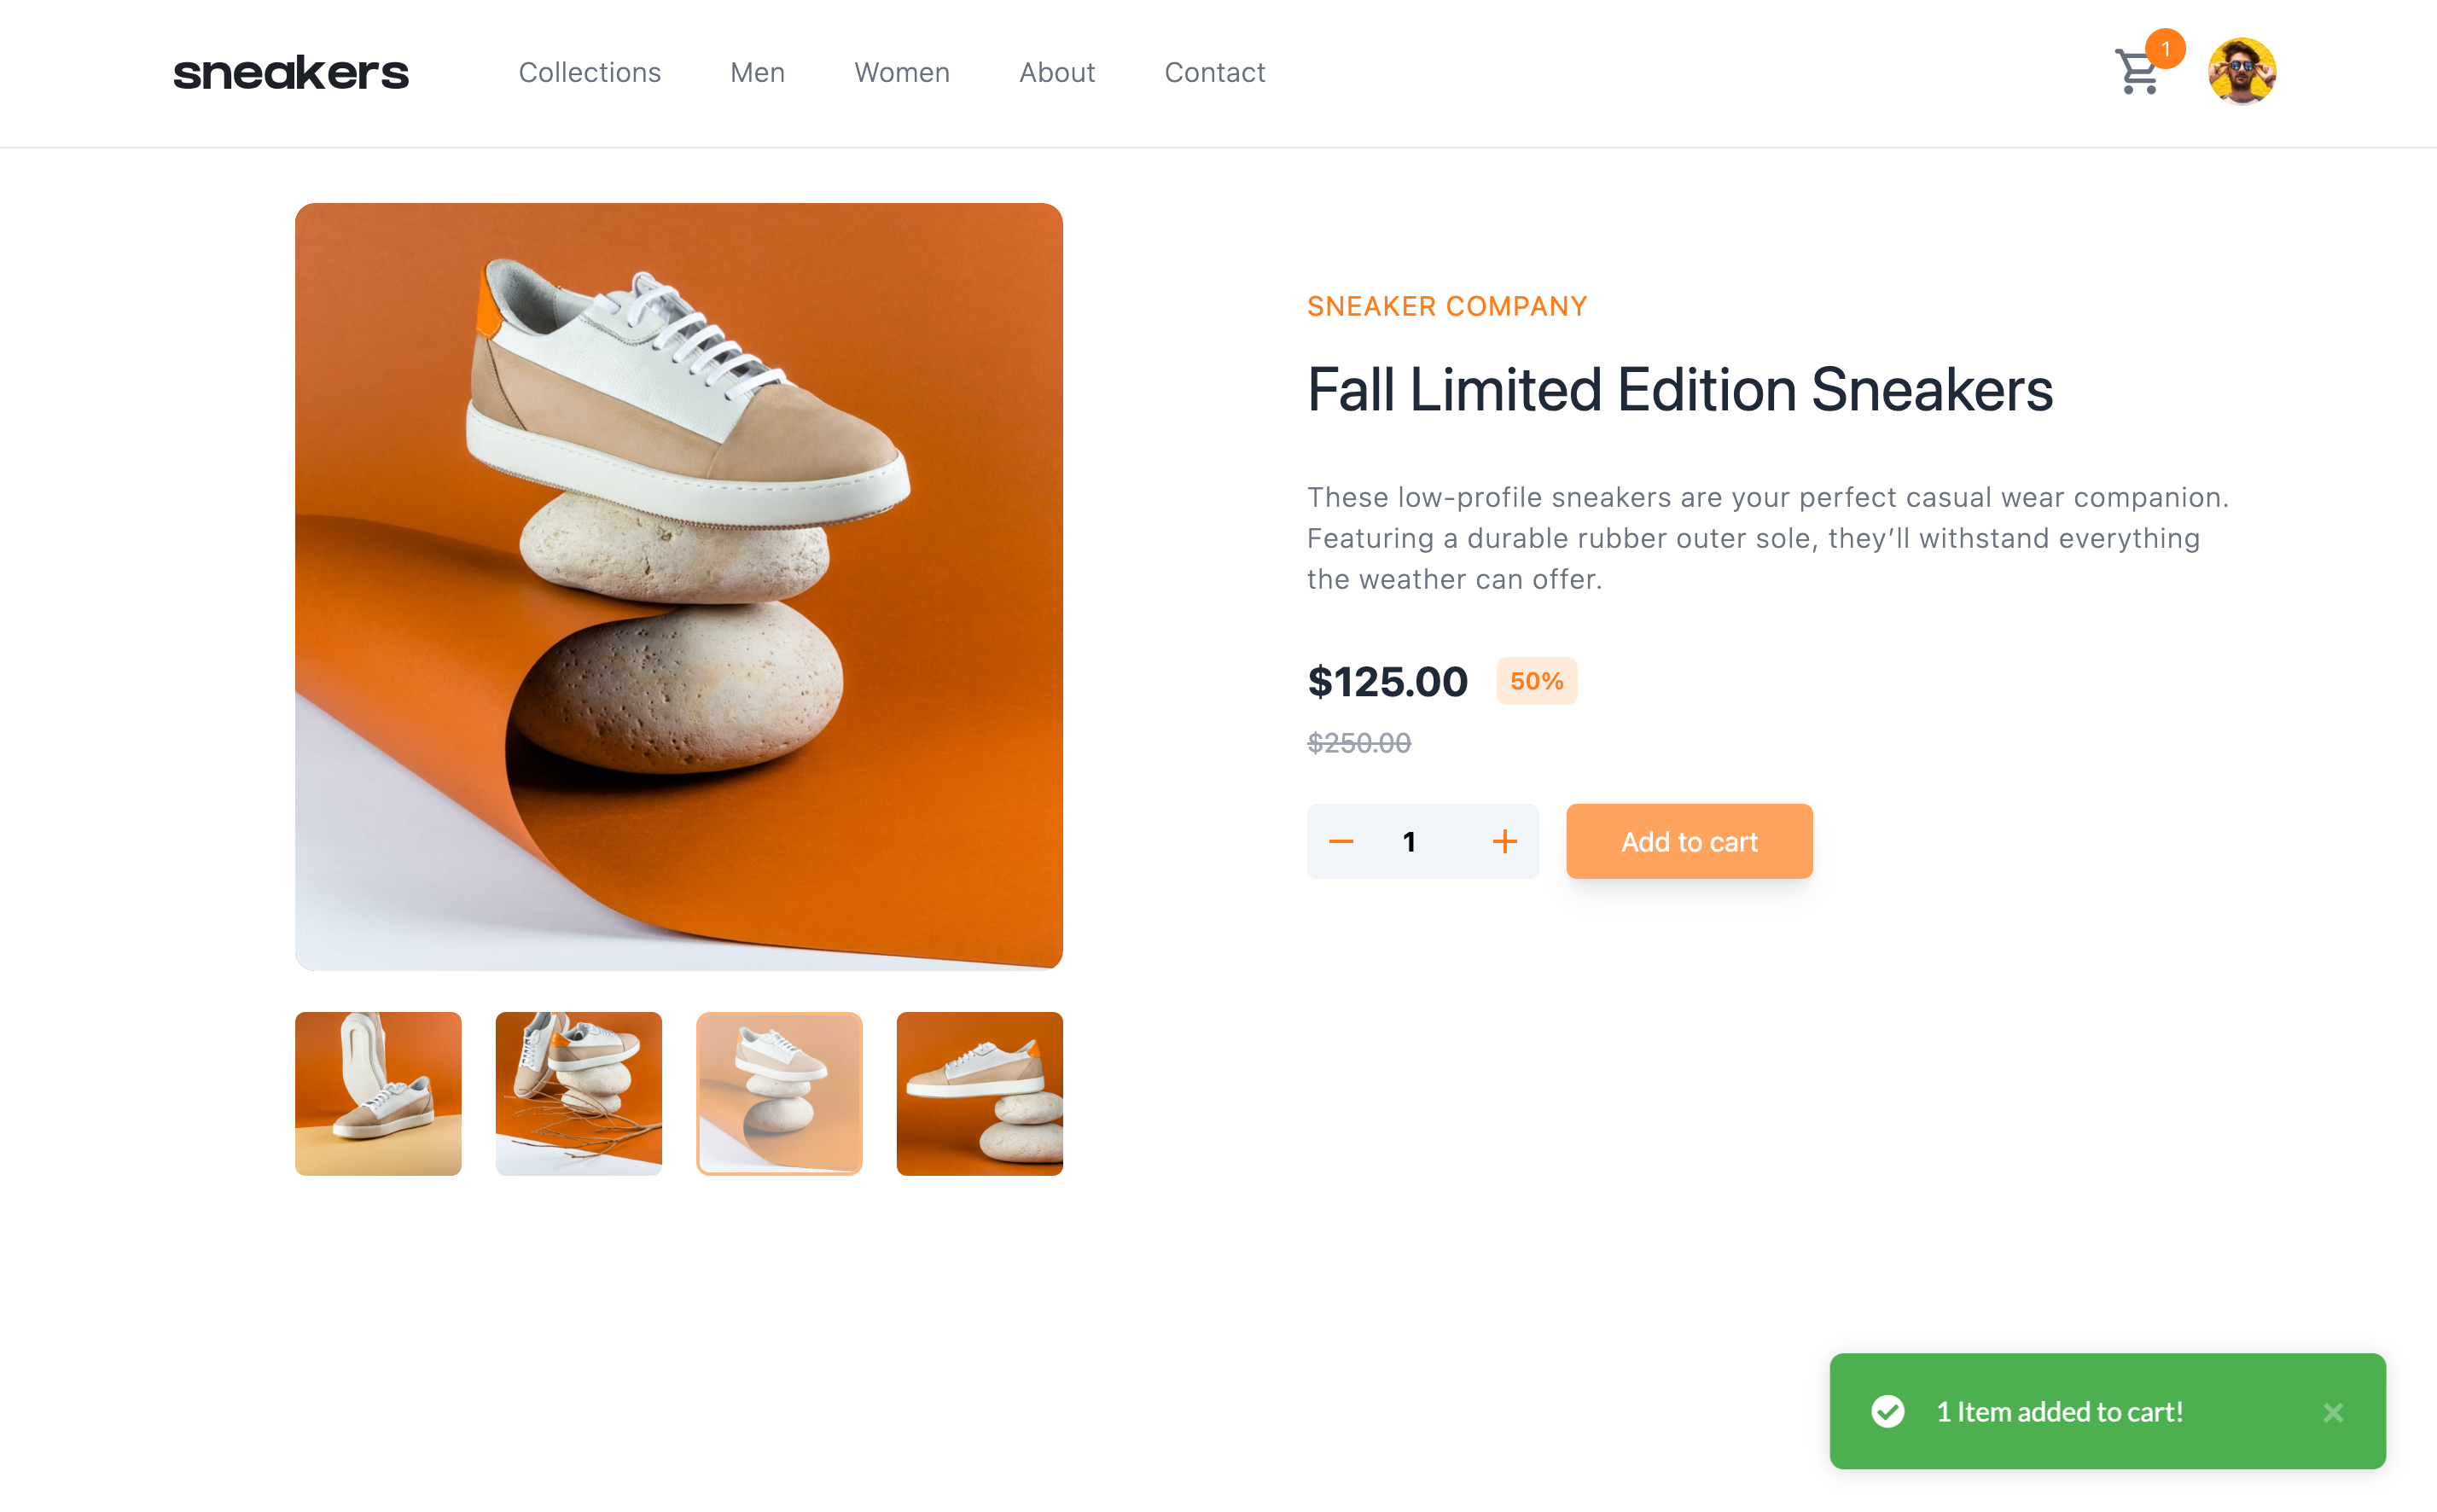 sneakers
Collections
Men
Women
About
Contact
1
SNEAKER COMPANY
Fall Limited Edition Sneakers
These low-profile sneakers are your perfect casual wear companion.
Featuring a durable rubber outer sole, they’ll withstand everything
the weather can offer.
$125.00 50%
$250.00
1
Add to cart
1 Item added to cart!